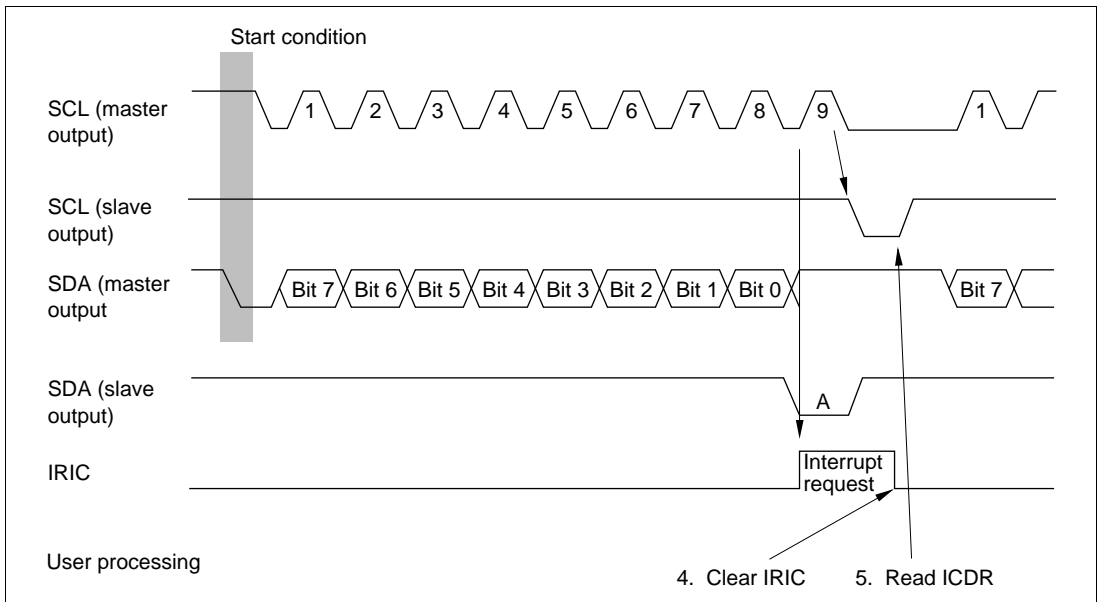 Start condition
SCL (master
output)
1 2 3 4 5 6 7 8 9 1
SCL (slave
output)
SDA (master
output
Bit 7 Bit 6 Bit 5 Bit 4 Bit 3 Bit 2 Bit 1 Bit 0 Bit 7
SDA (slave
output)
A
IRIC
Interrupt
request
User processing
4. Clear IRIC 5. Read ICDR